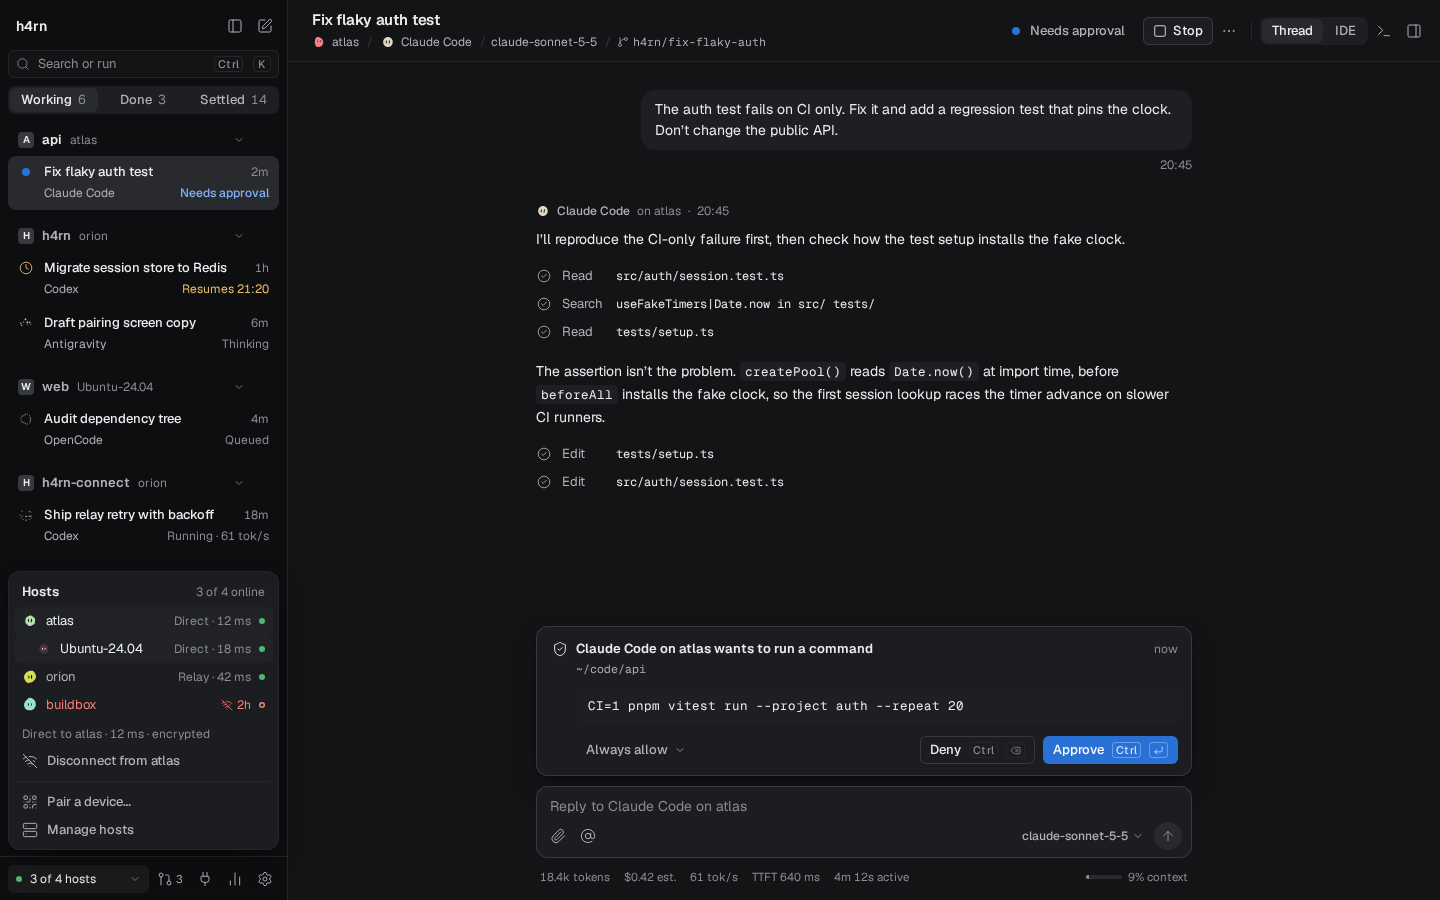 h4rn
Search or run Ctrl K
Working 6 Done 3 Settled 14
A api atlas
Fix flaky auth test 2m
Claude Code Needs approval
H h4rn orion
Migrate session store to Redis 1h
Codex Resumes 21:20
Draft pairing screen copy 6m
Antigravity Thinking
W web Ubuntu-24.04
Audit dependency tree 4m
OpenCode Queued
H h4rn-connect orion
Ship relay retry with backoff 18m
Codex Running · 61 tok/s
Hosts 3 of 4 online
atlas Direct · 12 ms
Ubuntu-24.04 Direct · 18 ms
orion Relay · 42 ms
buildbox 2h
Direct to atlas · 12 ms · encrypted
Disconnect from atlas
Pair a device...
Manage hosts
3 of 4 hosts 3
Fix flaky auth test
atlas / Claude Code / claude-sonnet-5-5 / h4rn/fix-flaky-auth
Needs approval Stop Thread IDE
The auth test fails on CI only. Fix it and add a regression test that pins the clock.
Don't change the public API.
20:45
Claude Code on atlas · 20:45
I'll reproduce the CI-only failure first, then check how the test setup installs the fake clock.
Read src/auth/session.test.ts
Search useFakeTimers|Date.now in src/ tests/
Read tests/setup.ts
The assertion isn't the problem. createPool() reads Date.now() at import time, before
beforeAll installs the fake clock, so the first session lookup races the timer advance on slower
CI runners.
Edit tests/setup.ts
Edit src/auth/session.test.ts
Claude Code on atlas wants to run a command now
~/code/api
CI=1 pnpm vitest run --project auth --repeat 20
Always allow Deny Ctrl Approve Ctrl
Reply to Claude Code on atlas
claude-sonnet-5-5
18.4k tokens $0.42 est. 61 tok/s TTFT 640 ms 4m 12s active 9% context